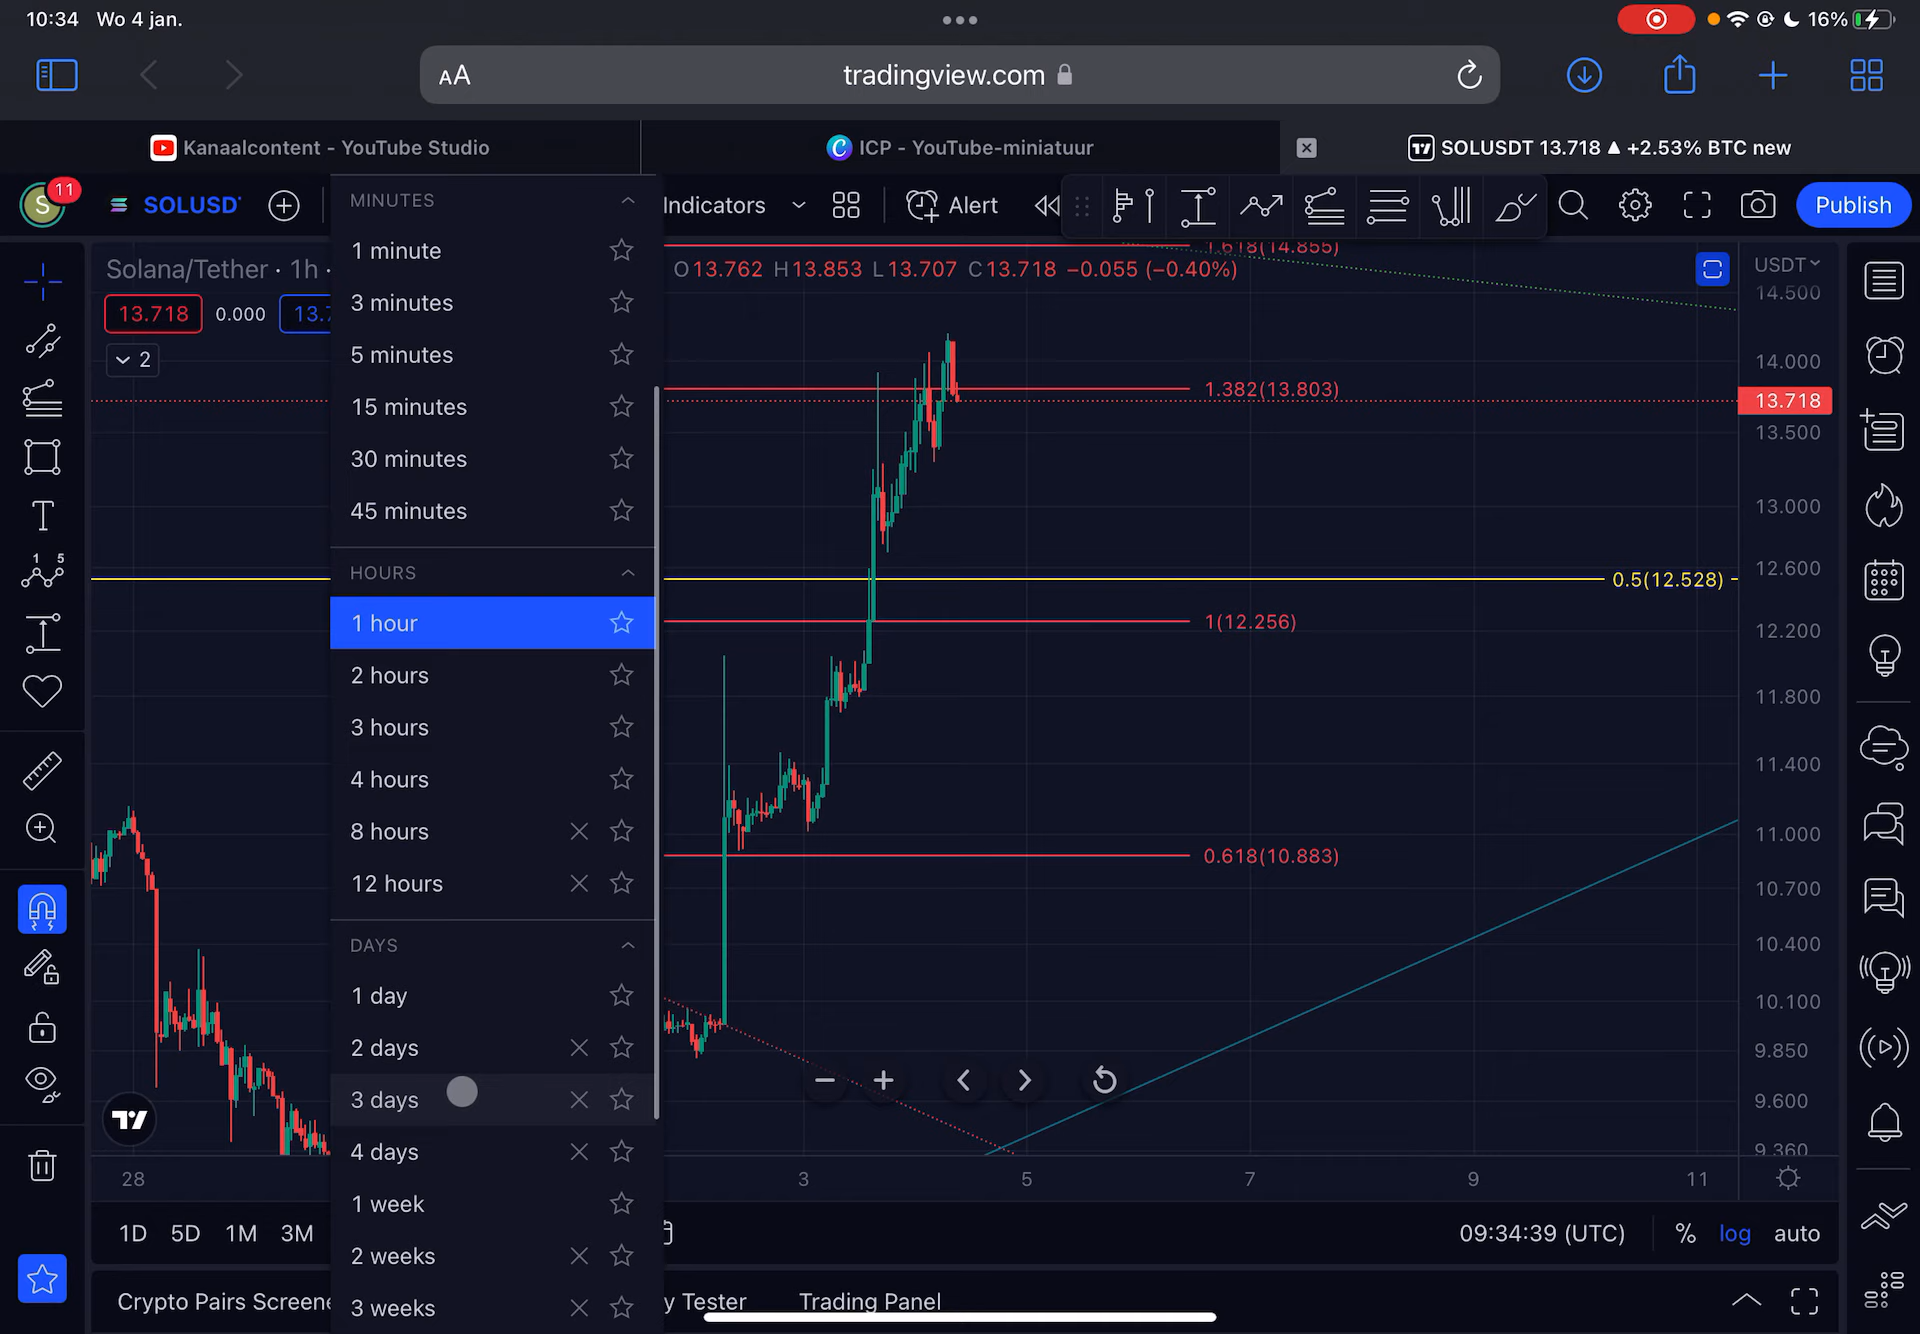 10:34 Wo 4 jan.
16%
AA
tradingview.com
Kanaalcontent - YouTube Studio
ICP - YouTube-miniatuur
SOLUSDT 13.718 ▲ +2.53% BTC new
S
11
SOLUSD
Indicators
Alert
Publish
Solana/Tether · 1h ·
O13.762 H13.853 L13.707 C13.718 −0.055 (−0.40%)
13.718
0.000
13.7
2
MINUTES
1 minute
3 minutes
5 minutes
15 minutes
30 minutes
45 minutes
HOURS
1 hour
2 hours
3 hours
4 hours
8 hours
12 hours
DAYS
1 day
2 days
3 days
4 days
1 week
2 weeks
3 weeks
1.618(14.855)
1.382(13.803)
0.5(12.528)
1(12.256)
0.618(10.883)
USDT
14.500
14.000
13.718
13.500
13.000
12.600
12.200
11.800
11.400
11.000
10.700
10.400
10.100
9.850
9.600
9.360
28
3
5
7
9
11
1D 5D 1M 3M
09:34:39 (UTC)
% log auto
Crypto Pairs Screene
y Tester
Trading Panel